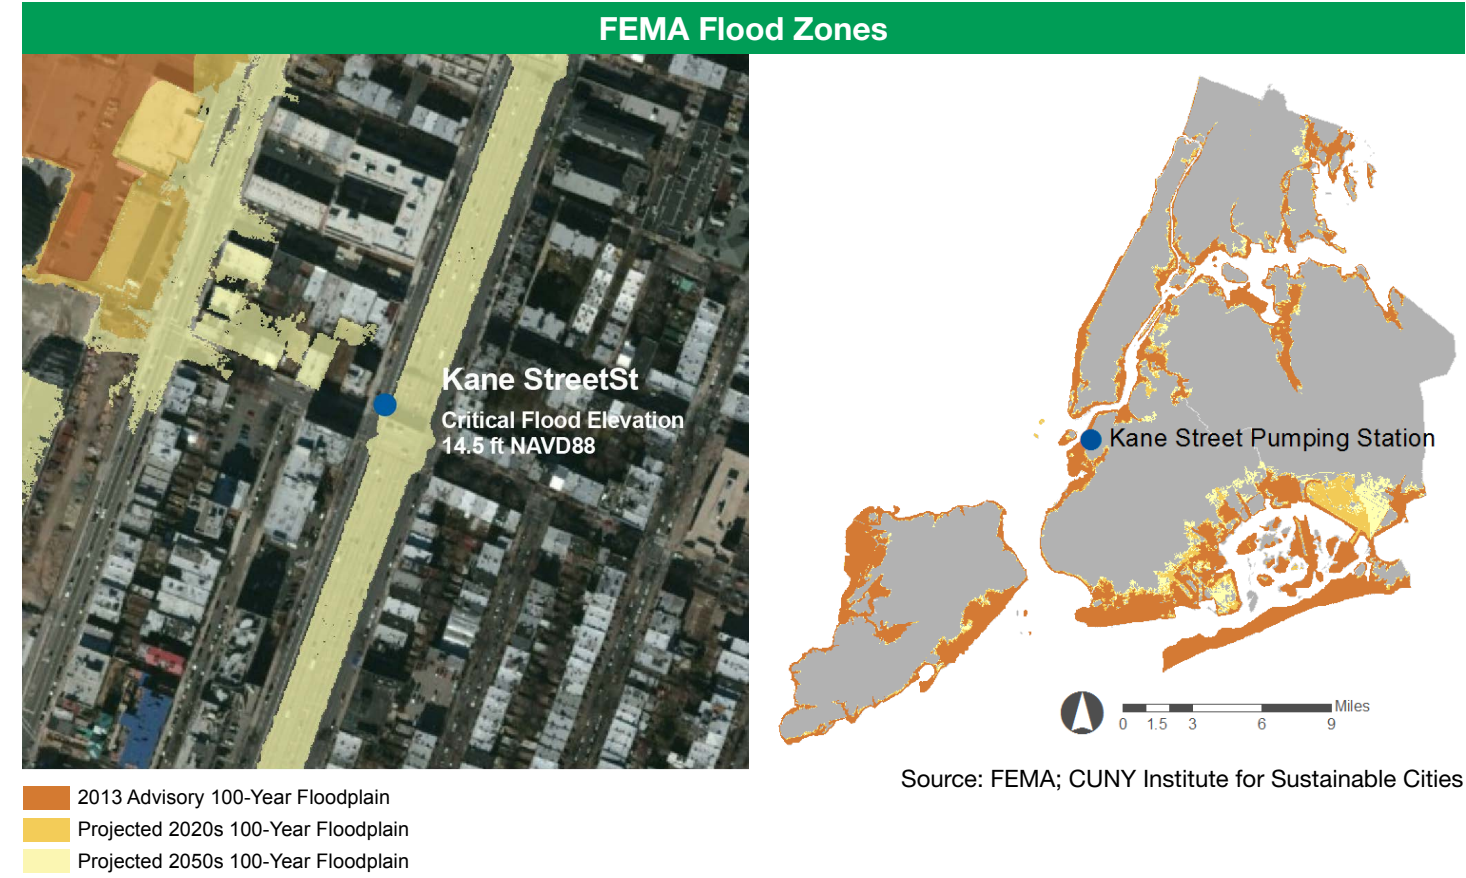 FEMA Flood Zones
Kane StreetSt
Critical Flood Elevation
14.5 ft NAVD88
Kane Street Pumping Station
Miles
0 1.5 3 6 9
Source: FEMA; CUNY Institute for Sustainable Cities
2013 Advisory 100-Year Floodplain
Projected 2020s 100-Year Floodplain
Projected 2050s 100-Year Floodplain